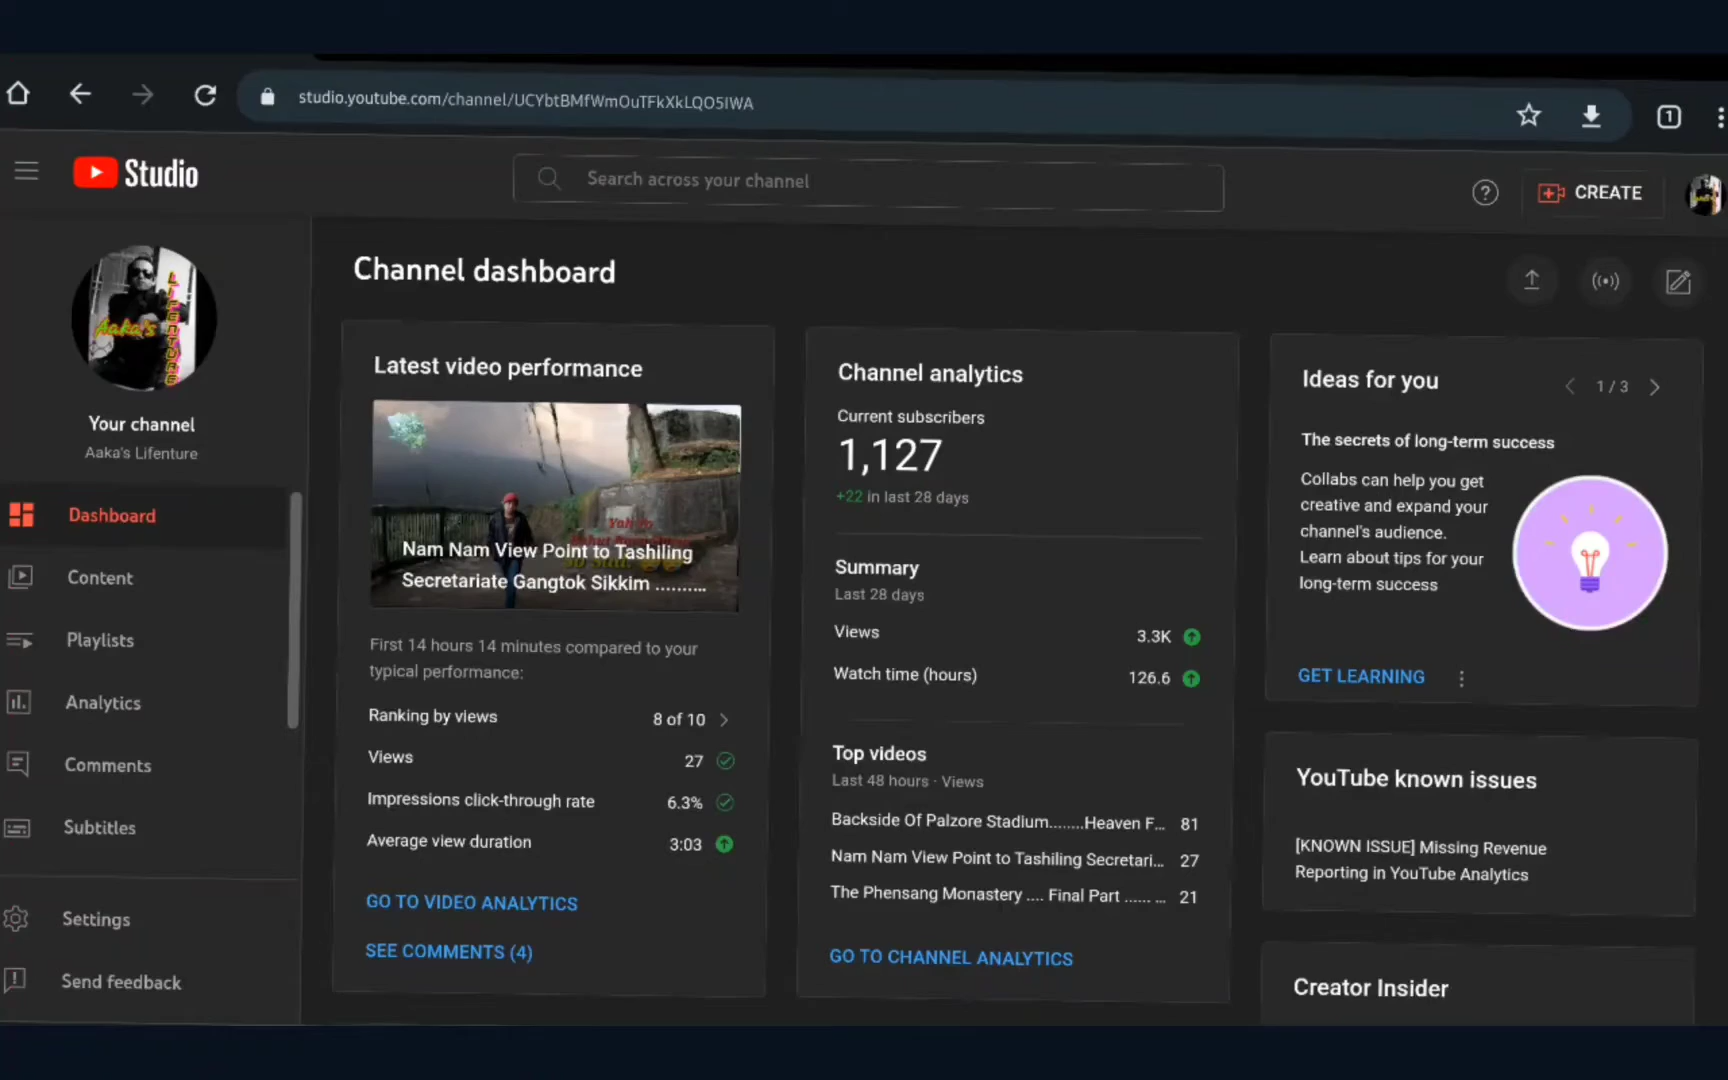 studio.youtube.com/channel/UCYbtBMfWmOuTFkXkLQO5IWA
1
Studio
Search across your channel
CREATE
Aaka's
LIFENTURE
Your channel
Aaka's Lifenture
Dashboard
Content
Playlists
Analytics
Comments
Subtitles
Settings
Send feedback
Channel dashboard
Latest video performance
Yah to
Nam Nam View Point to Tashiling
Secretariate Gangtok Sikkim ..........
First 14 hours 14 minutes compared to your
typical performance:
Ranking by views 8 of 10
Views 27
Impressions click-through rate 6.3%
Average view duration 3:03
GO TO VIDEO ANALYTICS
SEE COMMENTS (4)
Channel analytics
Current subscribers
1,127
+22 in last 28 days
Summary
Last 28 days
Views 3.3K
Watch time (hours) 126.6
Top videos
Last 48 hours · Views
Backside Of Palzore Stadium........Heaven F... 81
Nam Nam View Point to Tashiling Secretari... 27
The Phensang Monastery .... Final Part ...... ... 21
GO TO CHANNEL ANALYTICS
Ideas for you
1 / 3
The secrets of long-term success
Collabs can help you get
creative and expand your
channel's audience.
Learn about tips for your
long-term success
GET LEARNING
YouTube known issues
[KNOWN ISSUE] Missing Revenue
Reporting in YouTube Analytics
Creator Insider